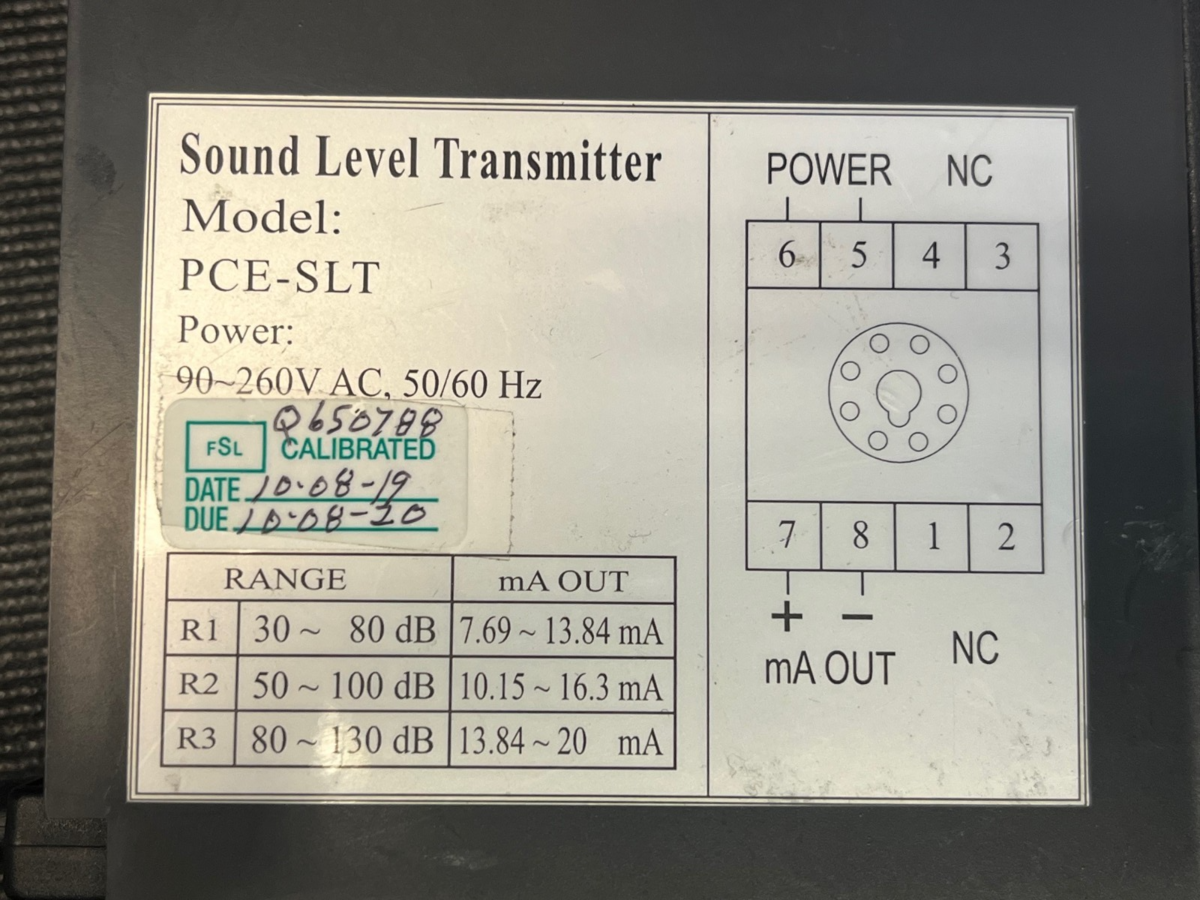 Sound Level Transmitter
Model:
PCE-SLT
Power:
90~260V AC, 50/60 Hz
Q650788
FSL CALIBRATED
DATE 10-08-19
DUE 10-08-20
RANGE mA OUT
R1 30 ~ 80 dB 7.69 ~ 13.84 mA
R2 50 ~ 100 dB 10.15 ~ 16.3 mA
R3 80 ~ 130 dB 13.84 ~ 20 mA
POWER NC
6 5 4 3
7 8 1 2
+ −
mA OUT NC